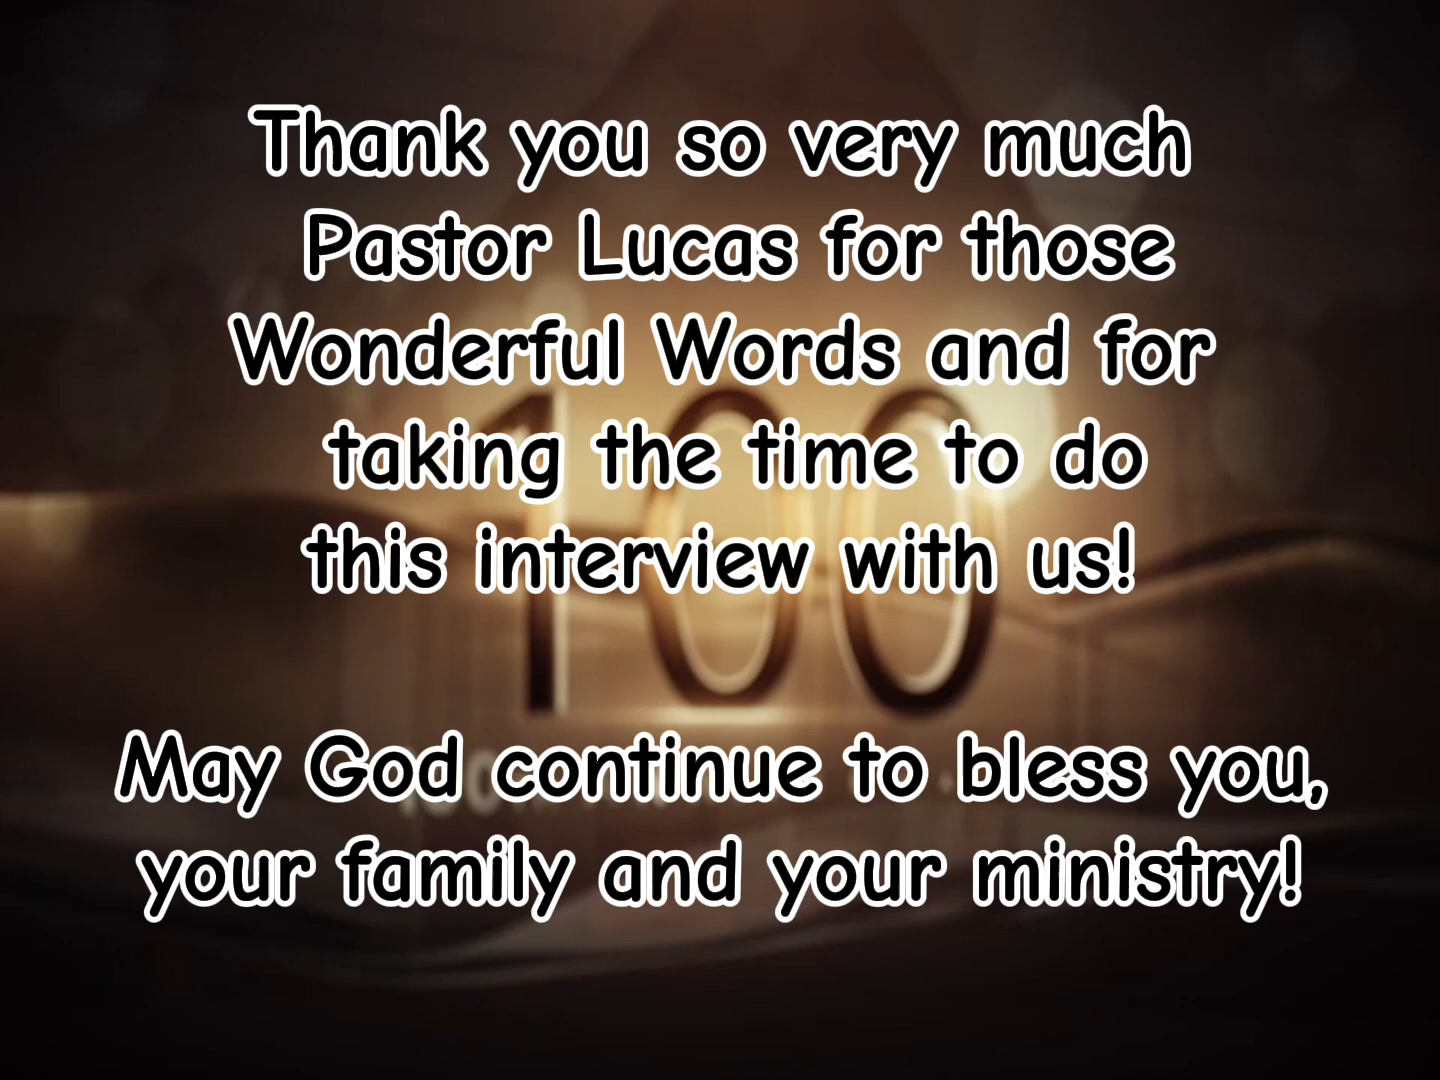 Thank you so very much
Pastor Lucas for those
Wonderful Words and for
taking the time to do
this interview with us!
100
May God continue to bless you,
your family and your ministry!